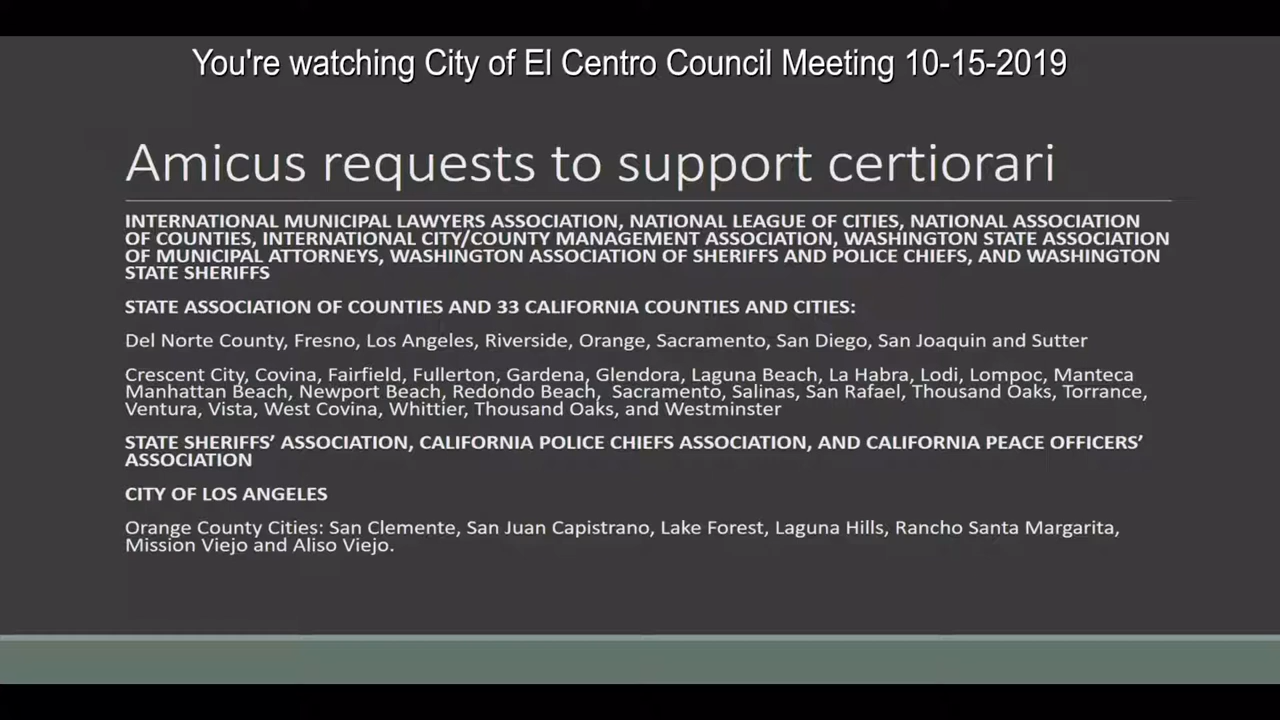 You're watching City of El Centro Council Meeting 10-15-2019
Amicus requests to support certiorari
INTERNATIONAL MUNICIPAL LAWYERS ASSOCIATION, NATIONAL LEAGUE OF CITIES, NATIONAL ASSOCIATION
OF COUNTIES, INTERNATIONAL CITY/COUNTY MANAGEMENT ASSOCIATION, WASHINGTON STATE ASSOCIATION
OF MUNICIPAL ATTORNEYS, WASHINGTON ASSOCIATION OF SHERIFFS AND POLICE CHIEFS, AND WASHINGTON
STATE SHERIFFS
STATE ASSOCIATION OF COUNTIES AND 33 CALIFORNIA COUNTIES AND CITIES:
Del Norte County, Fresno, Los Angeles, Riverside, Orange, Sacramento, San Diego, San Joaquin and Sutter
Crescent City, Covina, Fairfield, Fullerton, Gardena, Glendora, Laguna Beach, La Habra, Lodi, Lompoc, Manteca
Manhattan Beach, Newport Beach, Redondo Beach, Sacramento, Salinas, San Rafael, Thousand Oaks, Torrance,
Ventura, Vista, West Covina, Whittier, Thousand Oaks, and Westminster
STATE SHERIFFS' ASSOCIATION, CALIFORNIA POLICE CHIEFS ASSOCIATION, AND CALIFORNIA PEACE OFFICERS'
ASSOCIATION
CITY OF LOS ANGELES
Orange County Cities: San Clemente, San Juan Capistrano, Lake Forest, Laguna Hills, Rancho Santa Margarita,
Mission Viejo and Aliso Viejo.